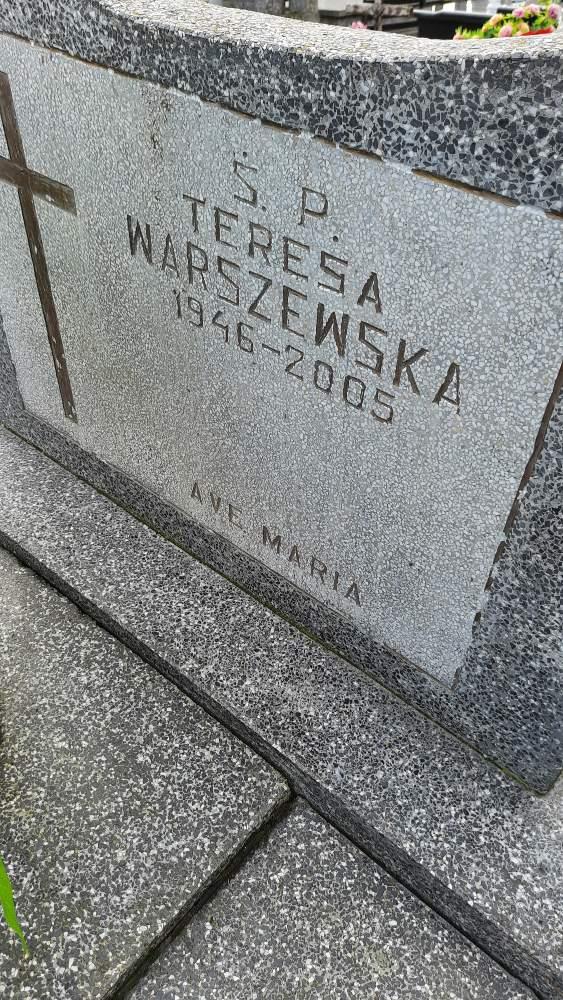 Ś. P.
TERESA
WARSZEWSKA
1946-2005
AVE MARIA